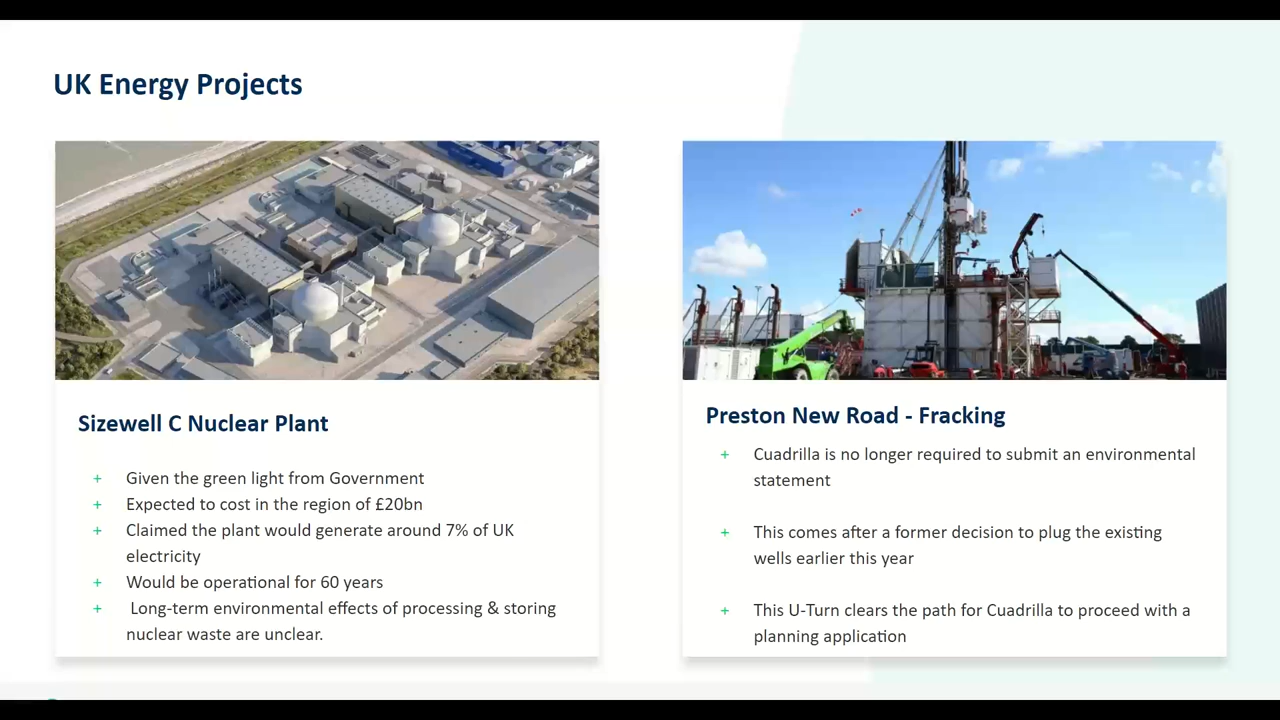 UK Energy Projects
Sizewell C Nuclear Plant
+ Given the green light from Government
+ Expected to cost in the region of £20bn
+ Claimed the plant would generate around 7% of UK
electricity
+ Would be operational for 60 years
+ Long-term environmental effects of processing & storing
nuclear waste are unclear.
Preston New Road - Fracking
+ Cuadrilla is no longer required to submit an environmental
statement
+ This comes after a former decision to plug the existing
wells earlier this year
+ This U-Turn clears the path for Cuadrilla to proceed with a
planning application